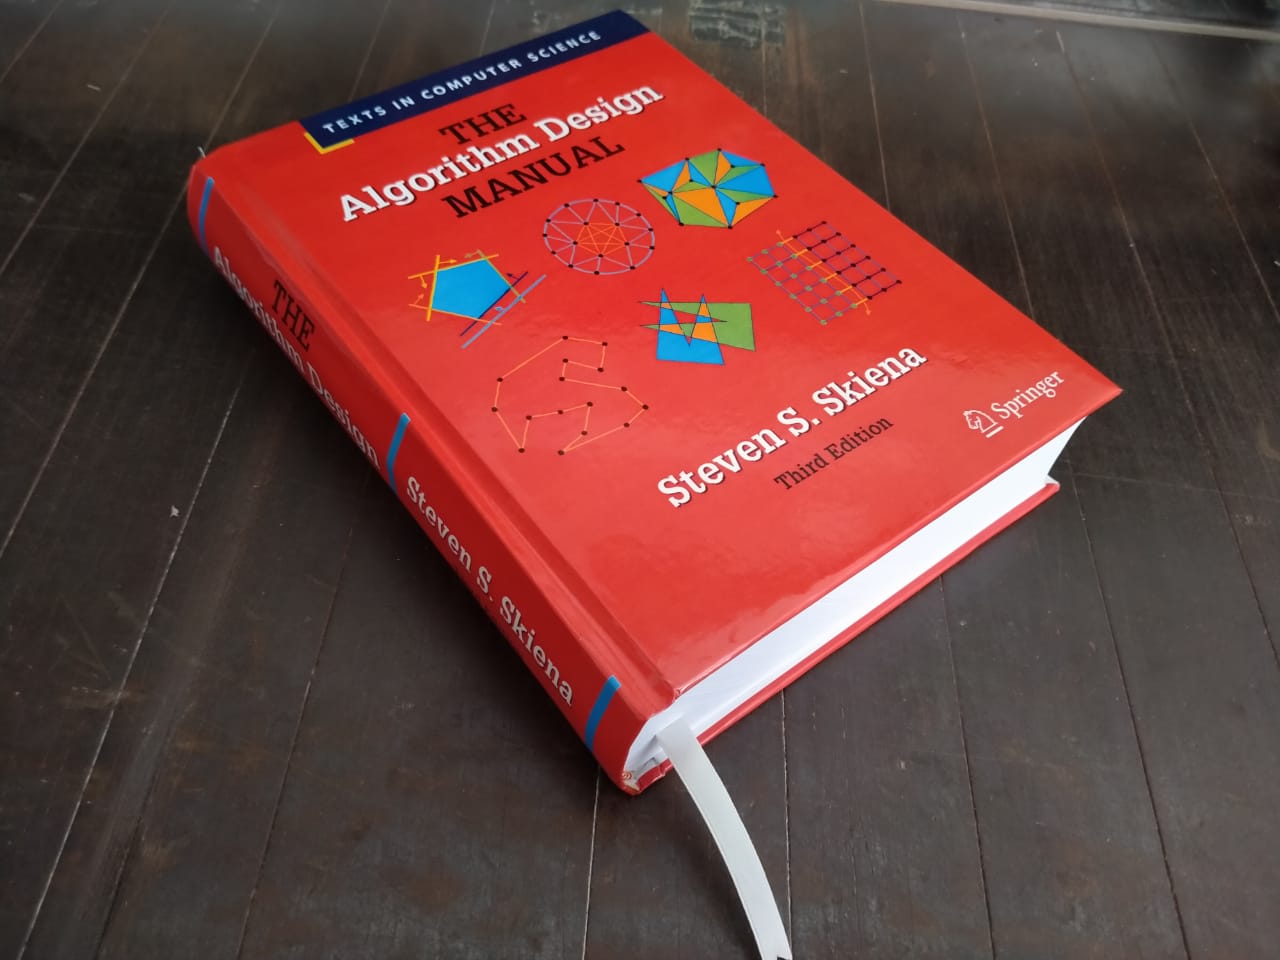 TEXTS IN COMPUTER SCIENCE
THE
Algorithm Design
MANUAL
Steven S. Skiena
Third Edition
Springer
THE
Algorithm Design
Steven S. Skiena